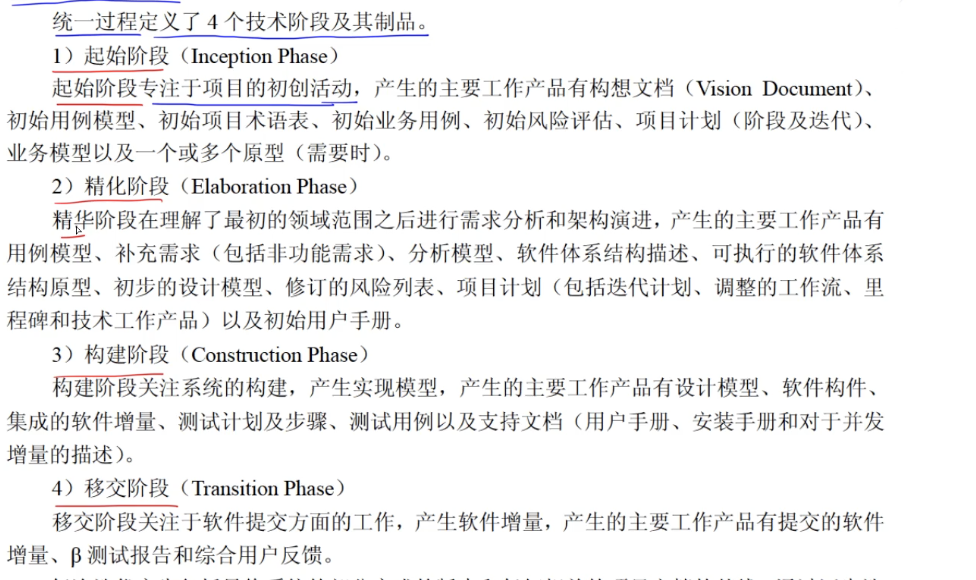 统一过程定义了 4 个技术阶段及其制品。
1）起始阶段（Inception Phase）
起始阶段专注于项目的初创活动，产生的主要工作产品有构想文档（Vision Document）、
初始用例模型、初始项目术语表、初始业务用例、初始风险评估、项目计划（阶段及迭代）、
业务模型以及一个或多个原型（需要时）。
2）精化阶段（Elaboration Phase）
精华阶段在理解了最初的领域范围之后进行需求分析和架构演进，产生的主要工作产品有
用例模型、补充需求（包括非功能需求）、分析模型、软件体系结构描述、可执行的软件体系
结构原型、初步的设计模型、修订的风险列表、项目计划（包括迭代计划、调整的工作流、里
程碑和技术工作产品）以及初始用户手册。
3）构建阶段（Construction Phase）
构建阶段关注系统的构建，产生实现模型，产生的主要工作产品有设计模型、软件构件、
集成的软件增量、测试计划及步骤、测试用例以及支持文档（用户手册、安装手册和对于并发
增量的描述）。
4）移交阶段（Transition Phase）
移交阶段关注于软件提交方面的工作，产生软件增量，产生的主要工作产品有提交的软件
增量、β 测试报告和综合用户反馈。